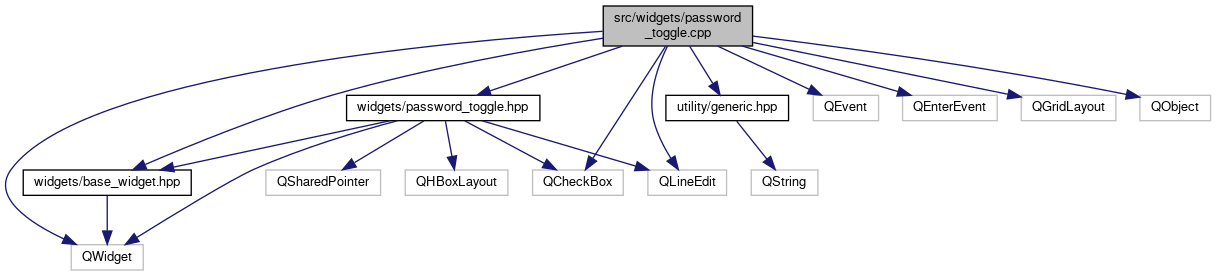 src/widgets/password
_toggle.cpp
widgets/password_toggle.hpp
utility/generic.hpp
QEvent
QEnterEvent
QGridLayout
QObject
widgets/base_widget.hpp
QSharedPointer
QHBoxLayout
QCheckBox
QLineEdit
QString
QWidget